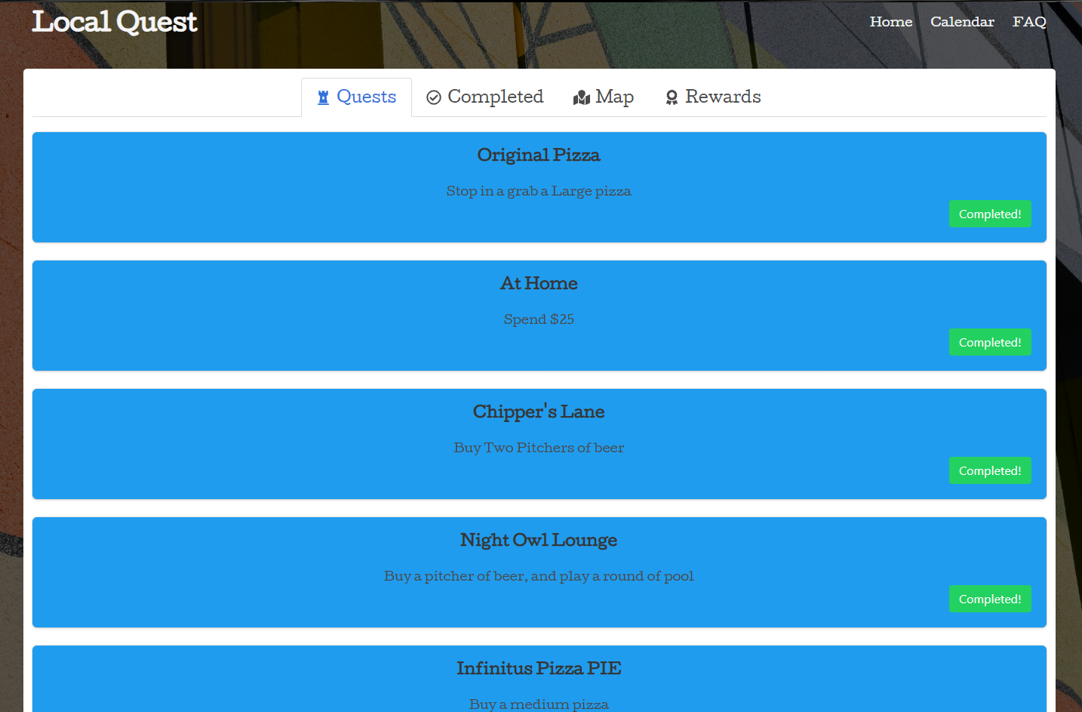 Local Quest
Home Calendar FAQ
Quests Completed Map Rewards
Original Pizza
Stop in a grab a Large pizza
Completed!
At Home
Spend $25
Completed!
Chipper's Lane
Buy Two Pitchers of beer
Completed!
Night Owl Lounge
Buy a pitcher of beer, and play a round of pool
Completed!
Infinitus Pizza PIE
Buy a medium pizza